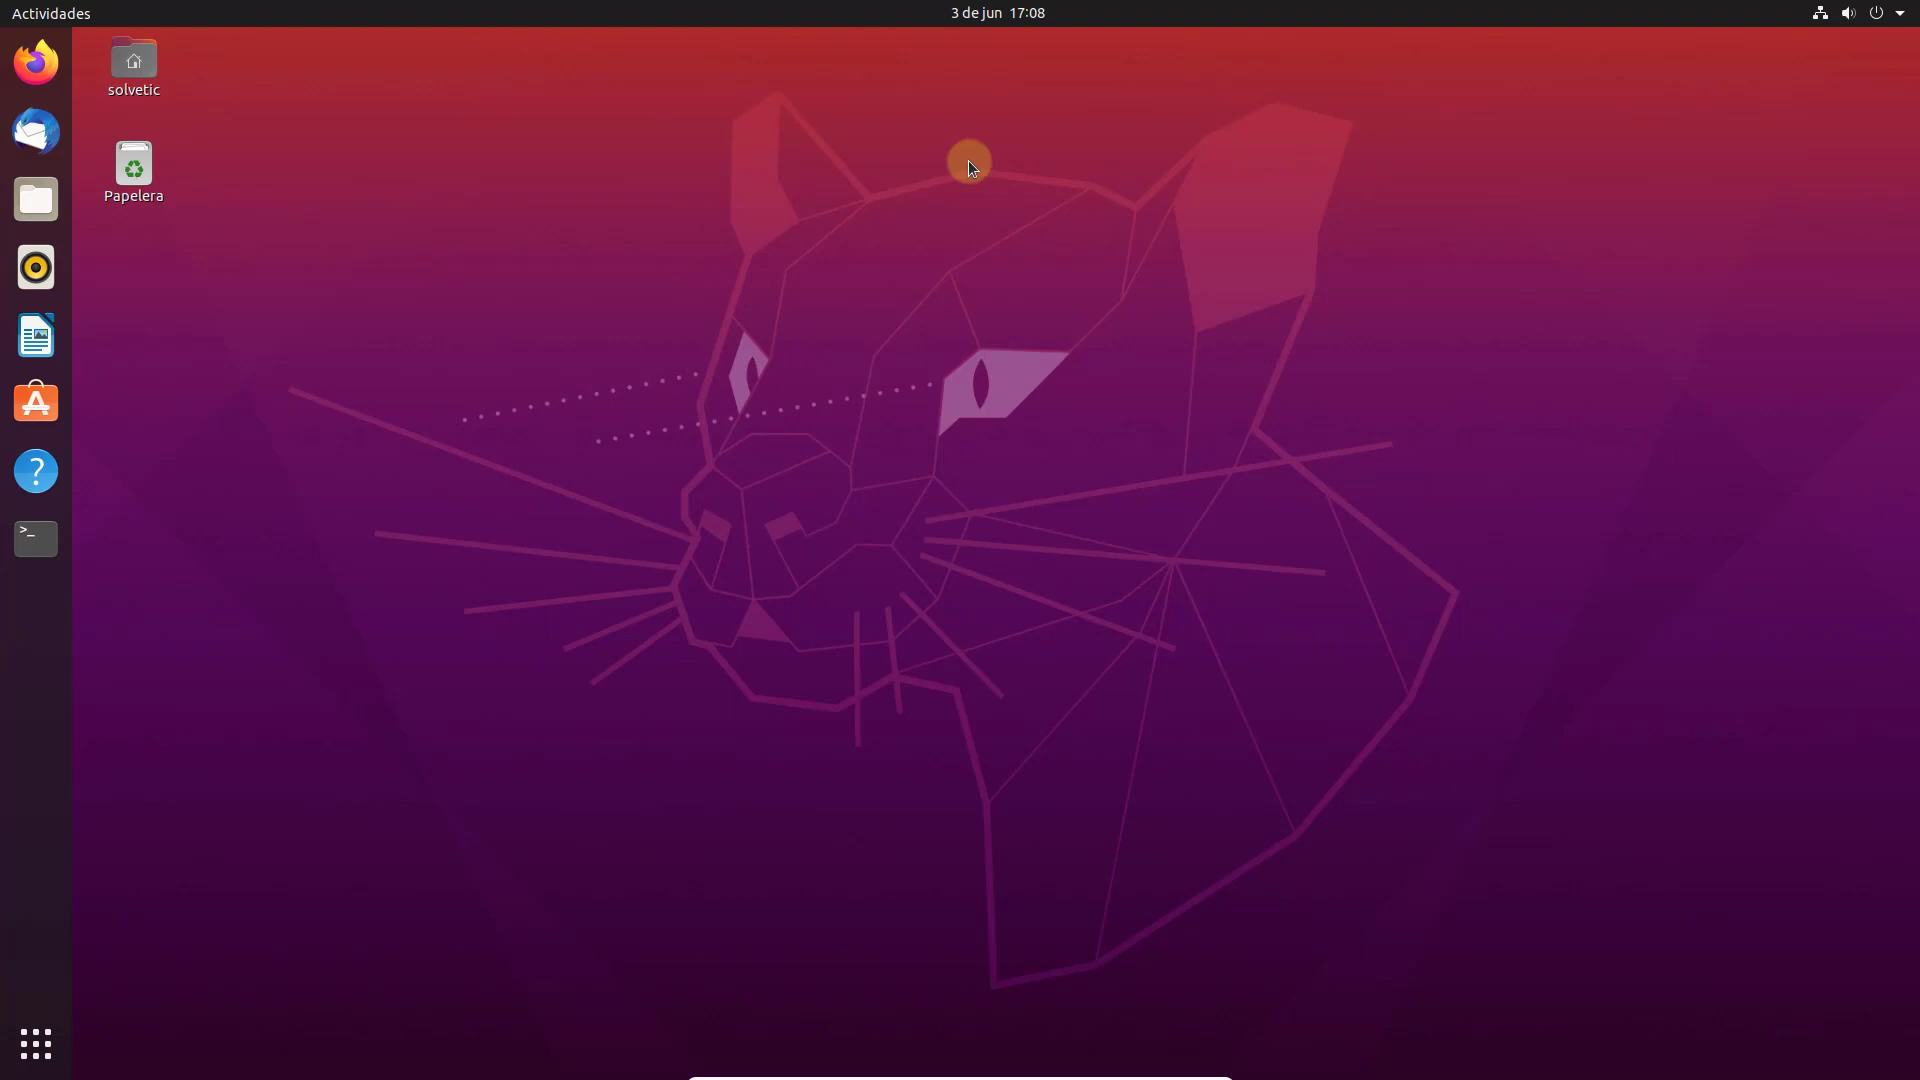 Actividades
3 de jun 17:08
solvetic
Papelera
?
>_